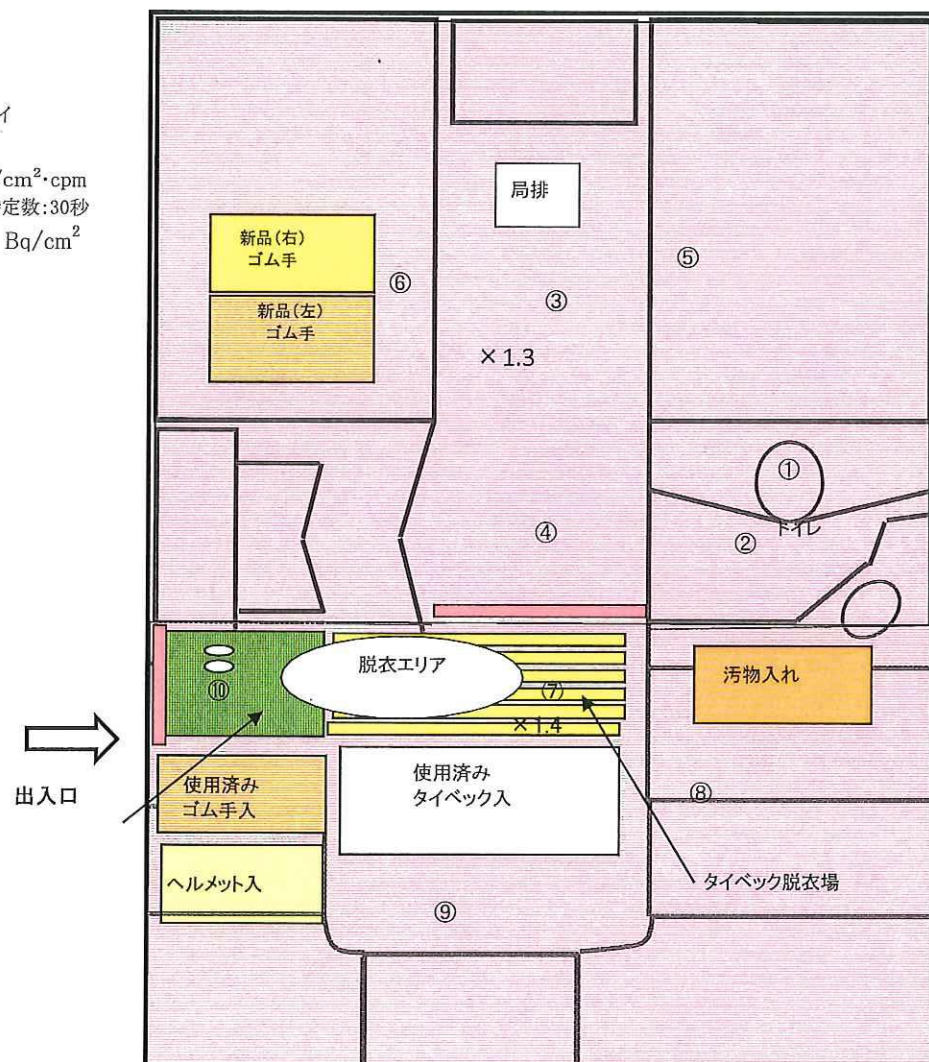 イ
/cm²・cpm
定数:30秒
Bq/cm²
局排
新品(右)
ゴム手
新品(左)
ゴム手
⑥
③
⑤
×1.3
①
トイレ
②
④
脱衣エリア
⑦
×1.4
⑩
汚物入れ
出入口
使用済み
ゴム手入
使用済み
タイベック入
⑧
ヘルメット入
タイベック脱衣場
⑨